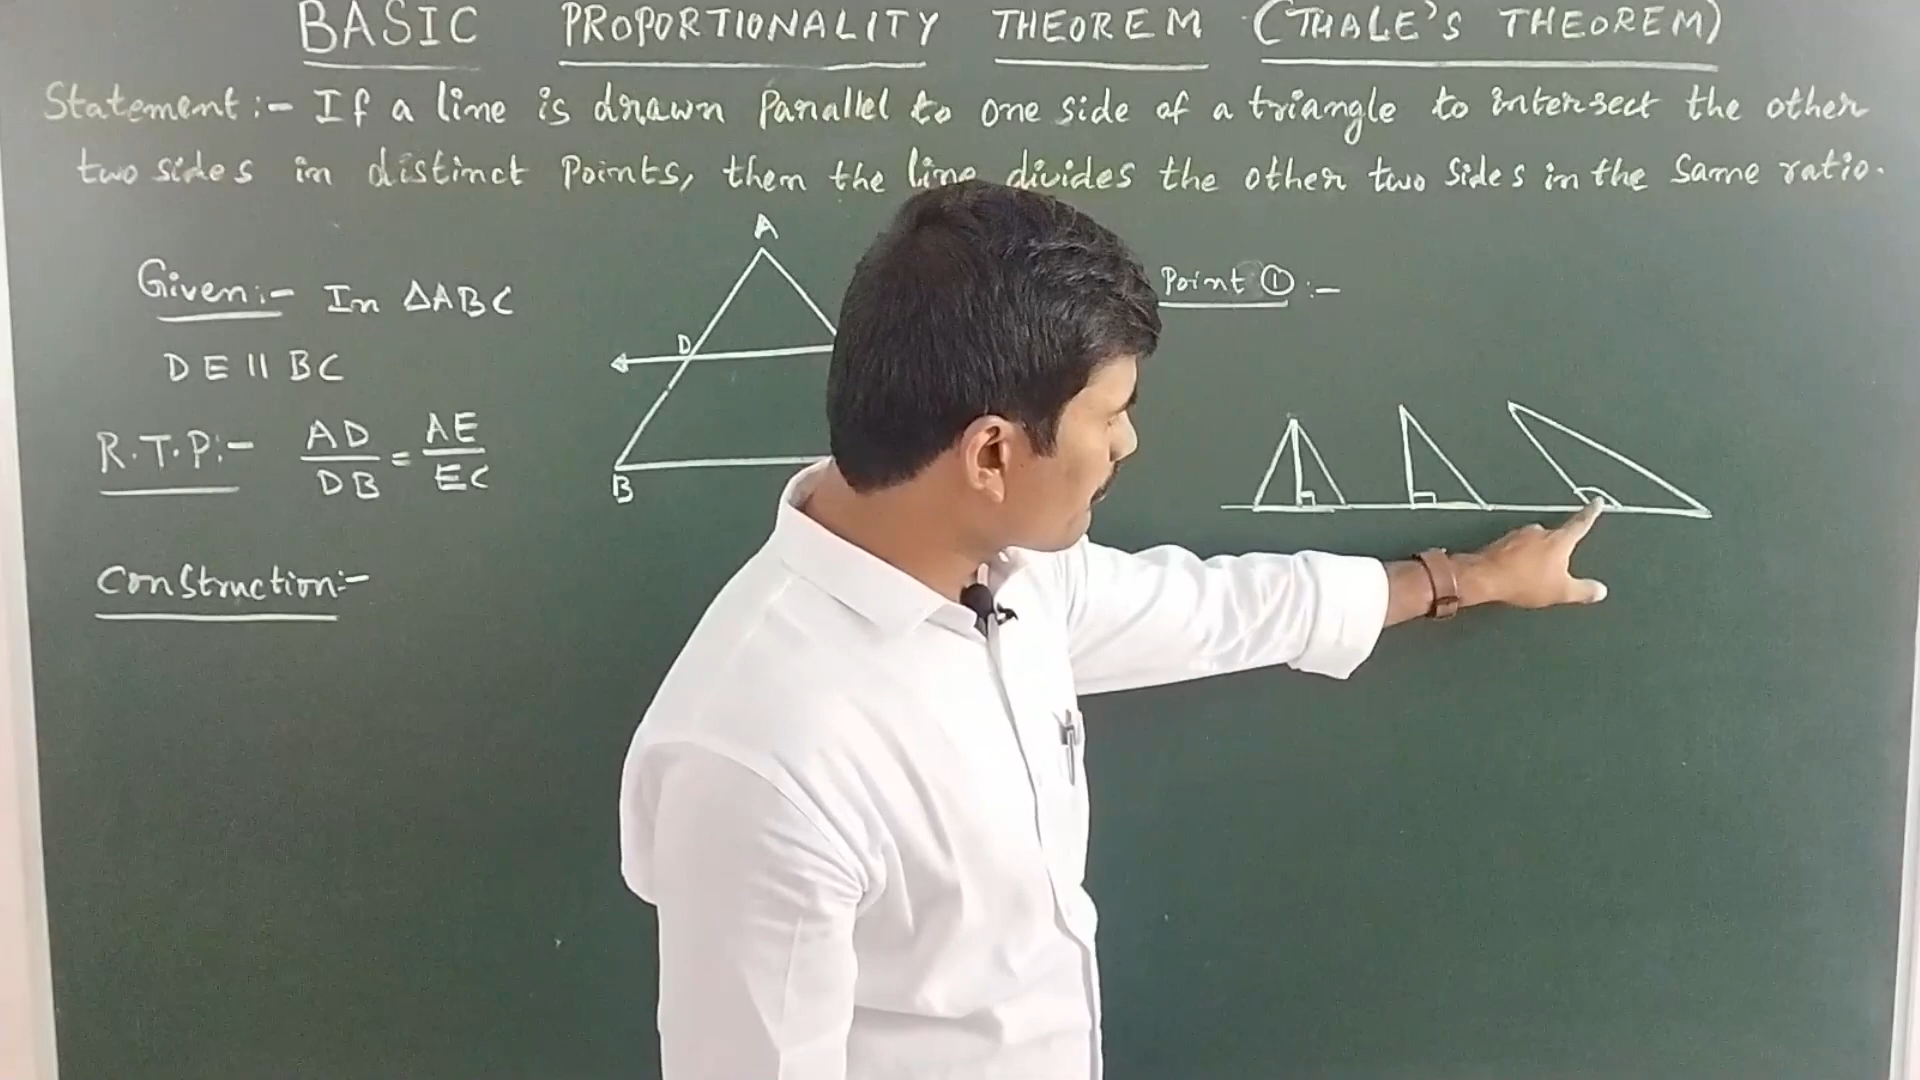 BASIC PROPORTIONALITY THEOREM (THALE'S THEOREM)
Statement:- If a line is drawn Parallel to one side of a triangle to intersect the other
two sides in distinct Points, then the line divides the other two Sides in the Same ratio.
Given:- In ΔABC
DE || BC
R.T.P:- AD/DB = AE/EC
Construction:-
A
D
B
Point ①:-